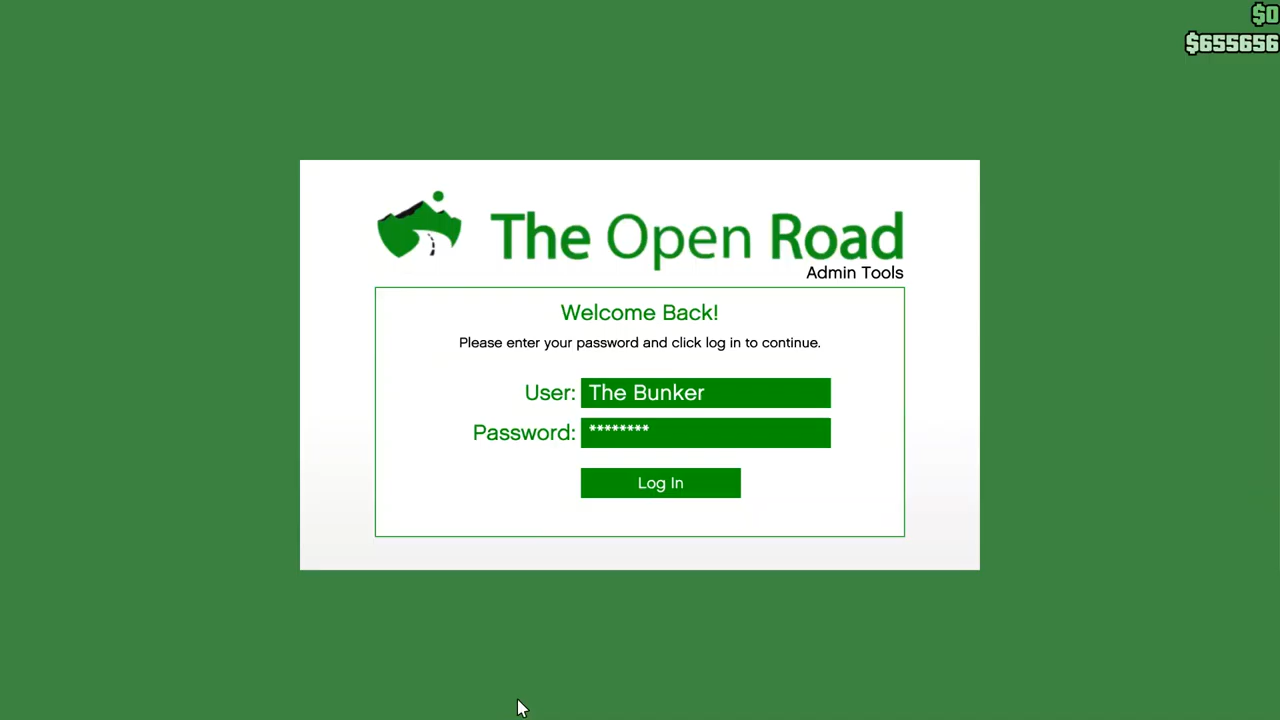 $0
$655656
The Open Road
Admin Tools
Welcome Back!
Please enter your password and click log in to continue.
User: The Bunker
Password: ********
Log In